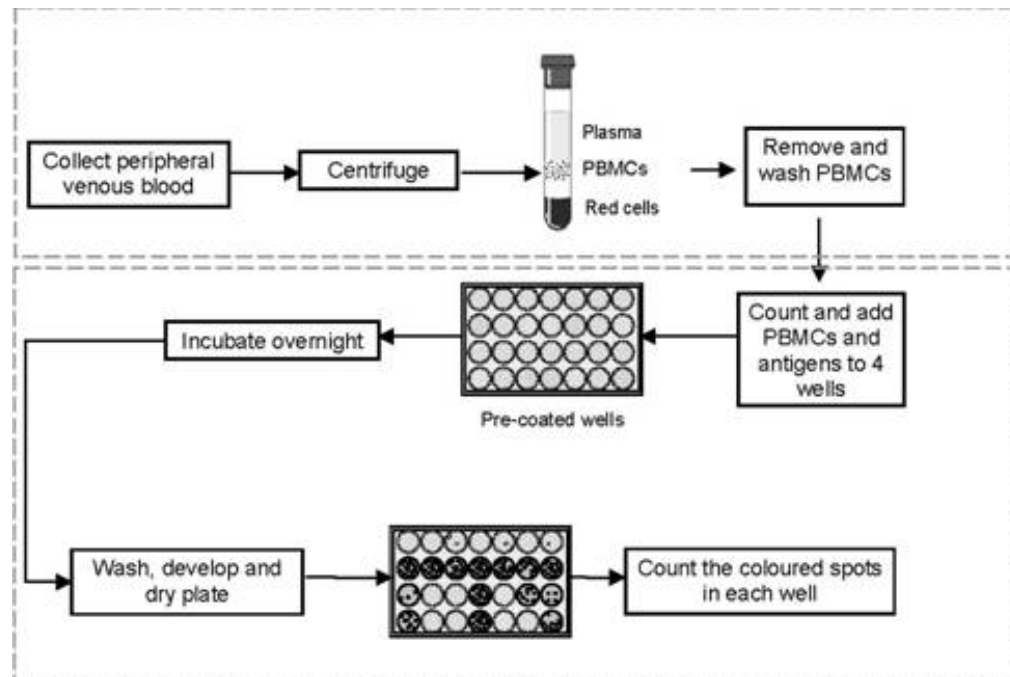 Collect peripheral
venous blood
Centrifuge
Plasma
PBMCs
Red cells
Remove and
wash PBMCs
Count and add
PBMCs and
antigens to 4
wells
Pre-coated wells
Incubate overnight
Wash, develop and
dry plate
Count the coloured spots
in each well